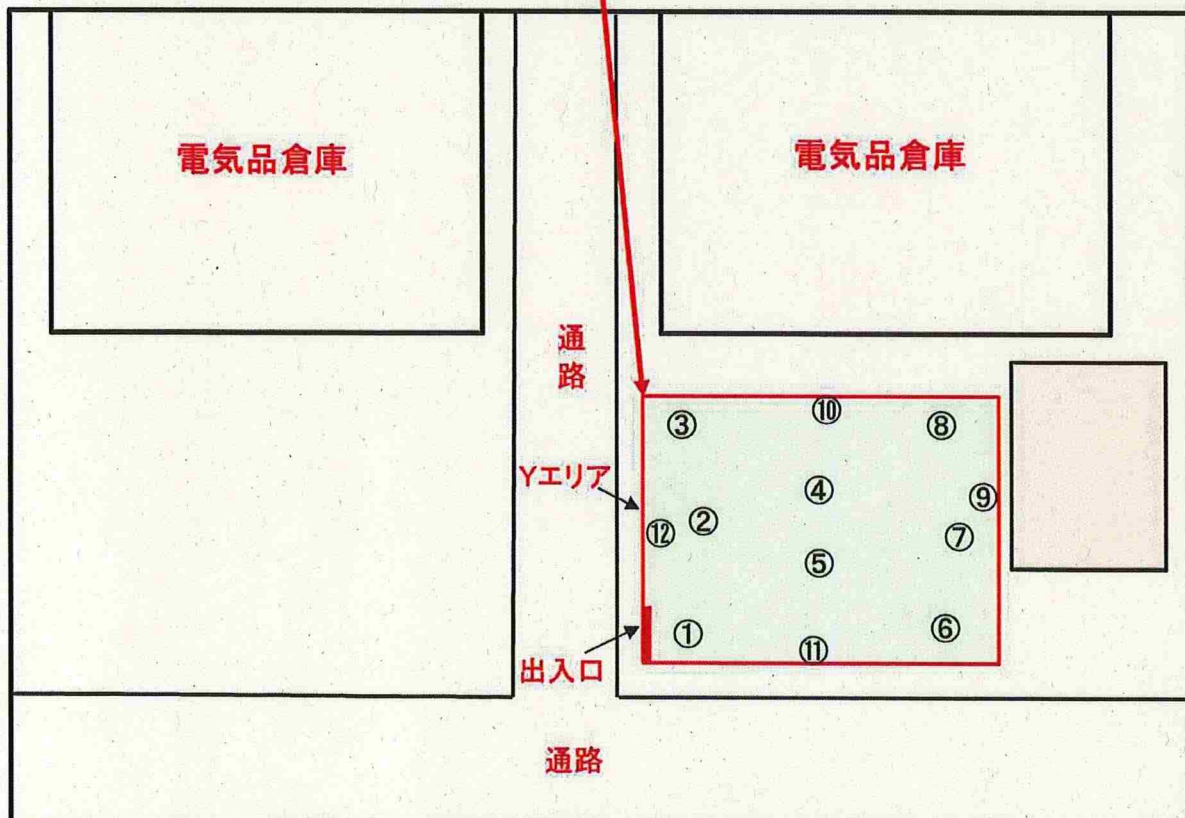 電気品倉庫
電気品倉庫
通
路
③
⑩
⑧
Yエリア
④
⑨
②
⑫
⑦
⑤
①
⑥
⑪
出入口
通路